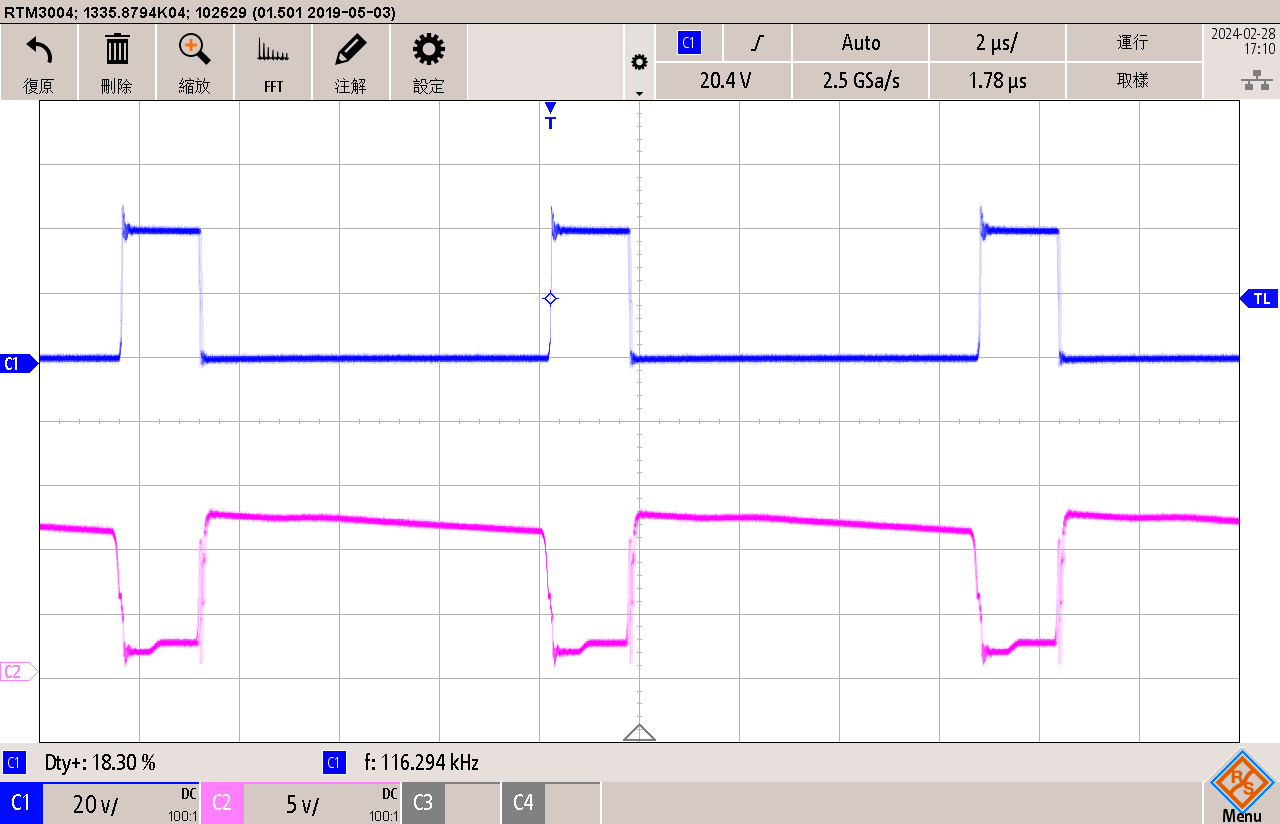 RTM3004; 1335.8794K04; 102629 (01.501 2019-05-03)
復原
刪除
縮放
FFT
注解
設定
C1
Auto
2 µs/
運行
20.4 V
2.5 GSa/s
1.78 µs
取樣
2024-02-28
17:10
T
TL
C1
C2
C1 Dty+: 18.30 %
C1 f: 116.294 kHz
C1 20 V/ DC 100:1
C2 5 V/ DC 100:1
C3
C4
R S
Menu